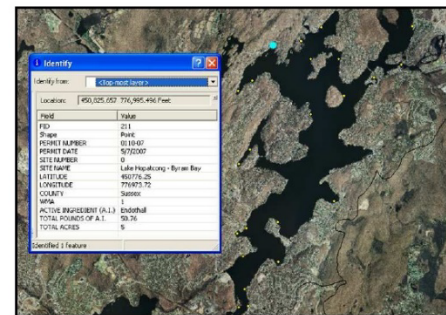 Identify
Identify from: <Top-most layer>
Location: 450,825.657 776,995.496 Feet
Field Value
FID 211
Shape Point
PERMIT NUMBER 0110-07
PERMIT DATE 5/7/2007
SITE NUMBER 0
SITE NAME Lake Hopatcong - Byram Bay
LATITUDE 450776.25
LONGITUDE 776973.72
COUNTY Sussex
WMA 1
ACTIVE INGREDIENT (A.I.) Endothall
TOTAL POUNDS OF A.I. 50.76
TOTAL ACRES 5
Identified 1 feature